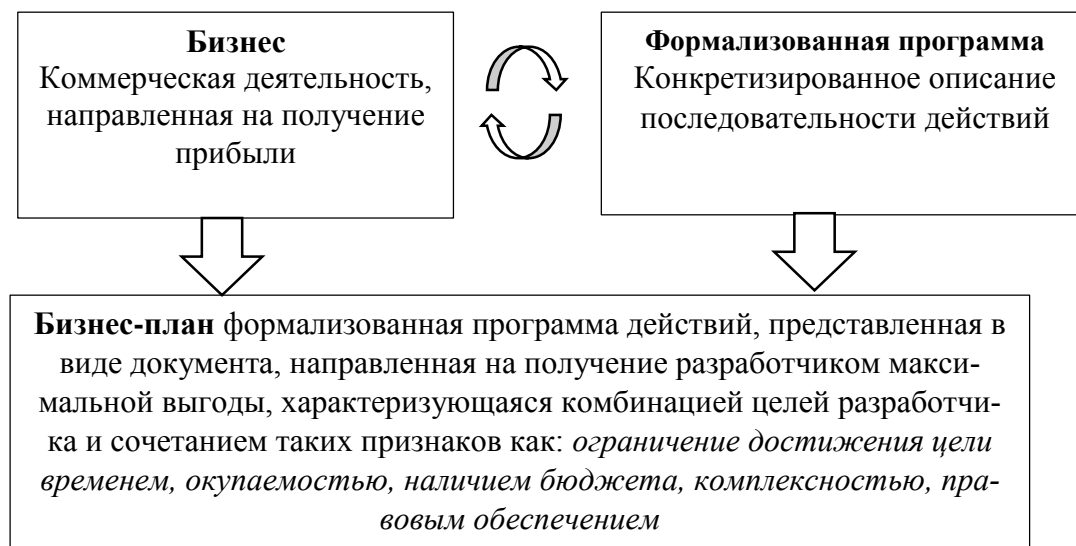 Бизнес
Коммерческая деятельность,
направленная на получение
прибыли
Формализованная программа
Конкретизированное описание
последовательности действий
Бизнес-план формализованная программа действий, представленная в
виде документа, направленная на получение разработчиком макси-
мальной выгоды, характеризующаяся комбинацией целей разработчи-
ка и сочетанием таких признаков как: ограничение достижения цели
временем, окупаемостью, наличием бюджета, комплексностью, пра-
вовым обеспечением